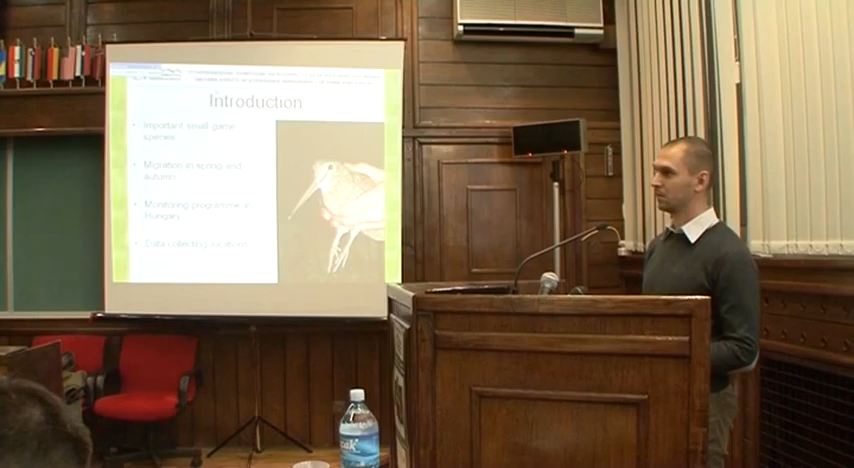 Introduction
• Important small game
species
• Migration in spring and
autumn
• Monitoring programme in
Hungary
• Data collecting locations